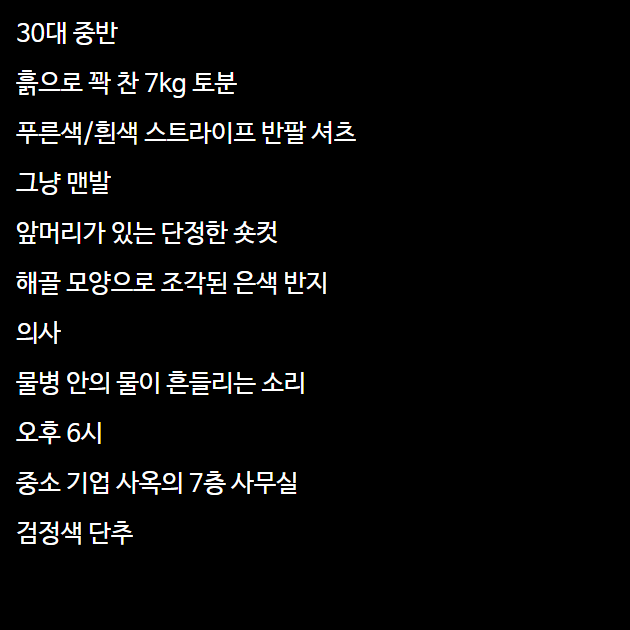 30대 중반
흙으로 꽉 찬 7kg 토분
푸른색/흰색 스트라이프 반팔 셔츠
그냥 맨발
앞머리가 있는 단정한 숏컷
해골 모양으로 조각된 은색 반지
의사
물병 안의 물이 흔들리는 소리
오후 6시
중소 기업 사옥의 7층 사무실
검정색 단추